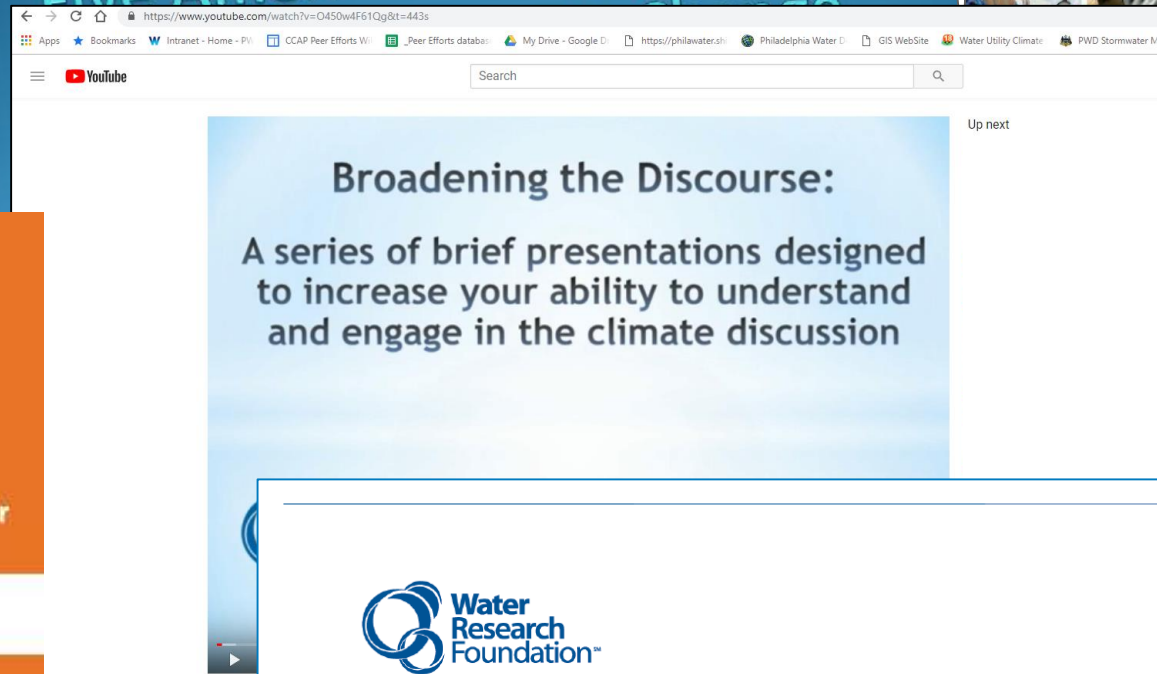 https://www.youtube.com/watch?v=O450w4F61Qg&t=443s
Apps Bookmarks Intranet - Home - PW CCAP Peer Efforts W _Peer Efforts databas My Drive - Google D https://philawater.sh Philadelphia Water D GIS WebSite Water Utility Climate PWD Stormwater M
YouTube
Search
Up next
Broadening the Discourse:
A series of brief presentations designed
to increase your ability to understand
and engage in the climate discussion
r
Water
Research
Foundation℠